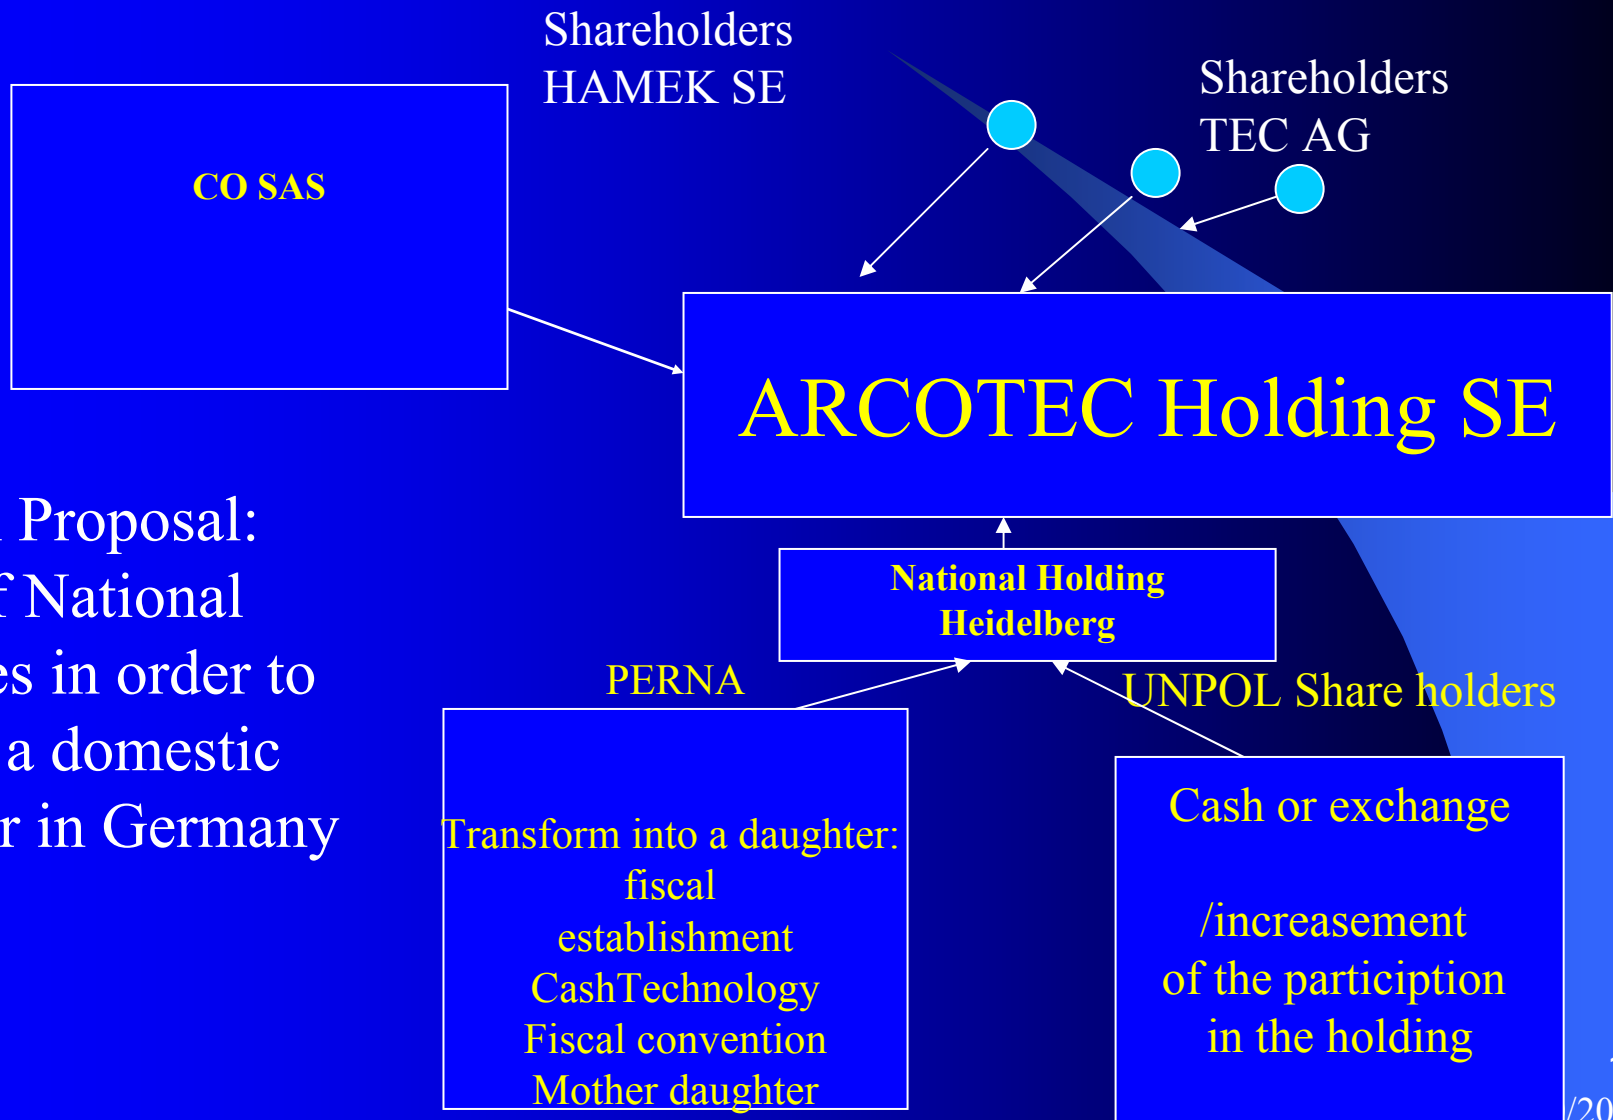 Shareholders
HAMEK SE
Shareholders
TEC AG
CO SAS
ARCOTEC Holding SE
Proposal:
National
in order to
a domestic
in Germany
National Holding
Heidelberg
PERNA
UNPOL Share holders
Transform into a daughter:
fiscal
establishment
CashTechnology
Fiscal convention
Mother daughter
Cash or exchange
/increasement
of the particiption
in the holding
/20